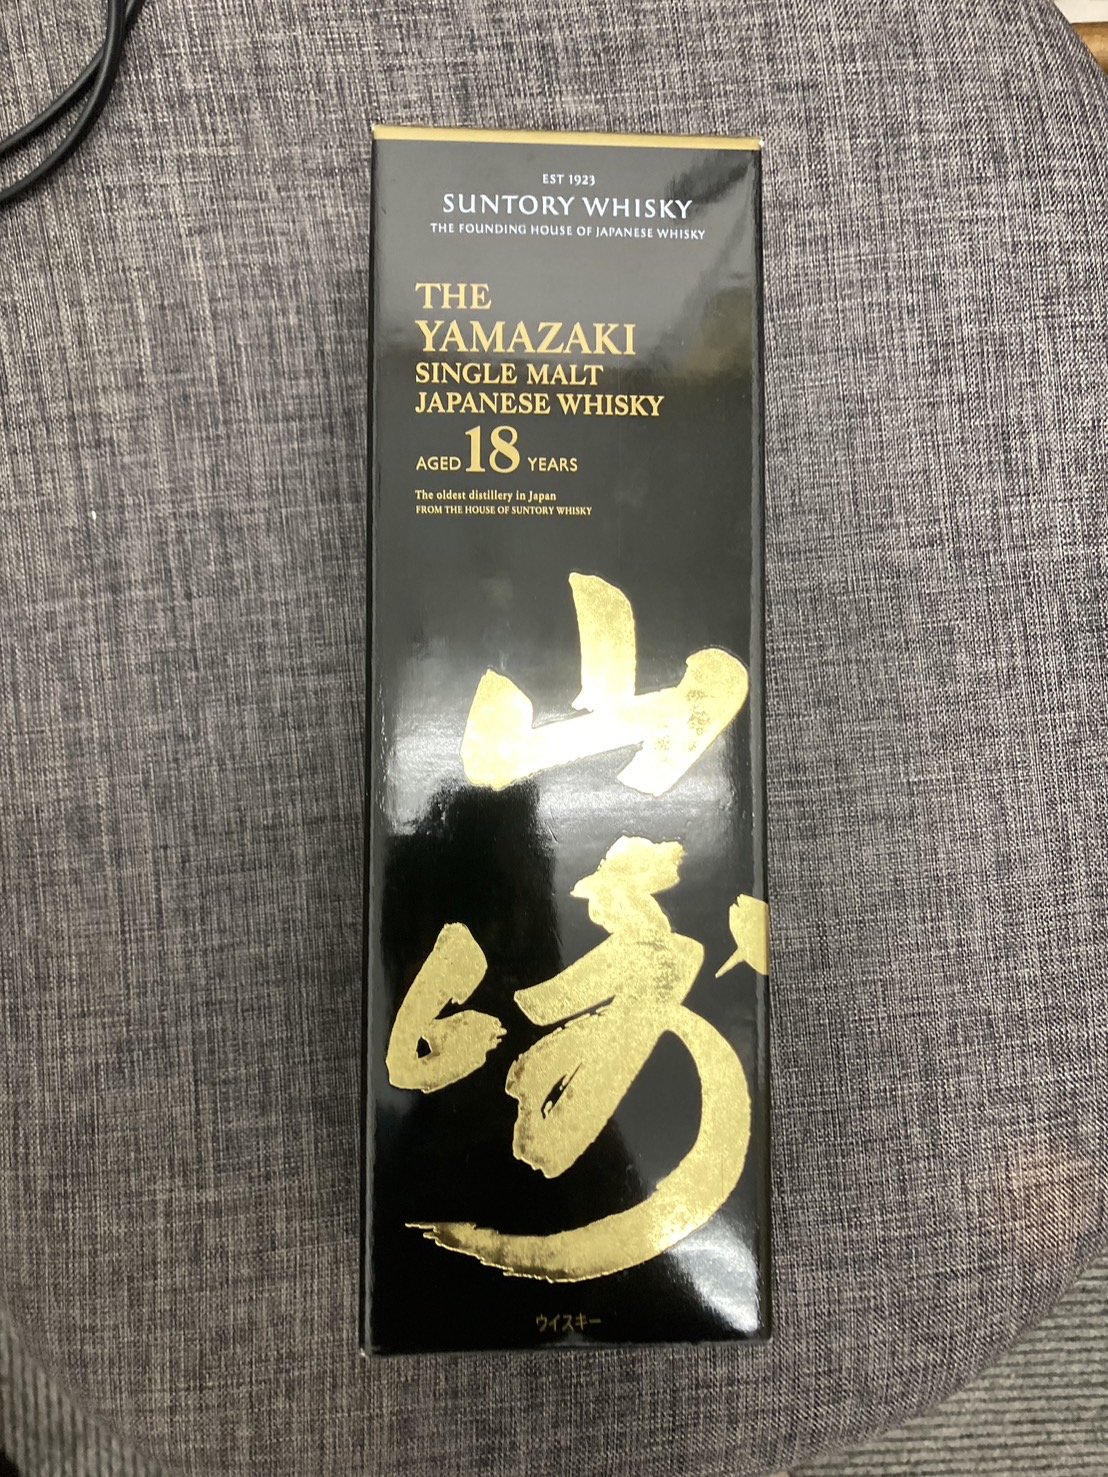 EST 1923
SUNTORY WHISKY
THE FOUNDING HOUSE OF JAPANESE WHISKY
THE
YAMAZAKI
SINGLE MALT
JAPANESE WHISKY
AGED 18 YEARS
The oldest distillery in Japan
FROM THE HOUSE OF SUNTORY WHISKY
山
崎
ウイスキー